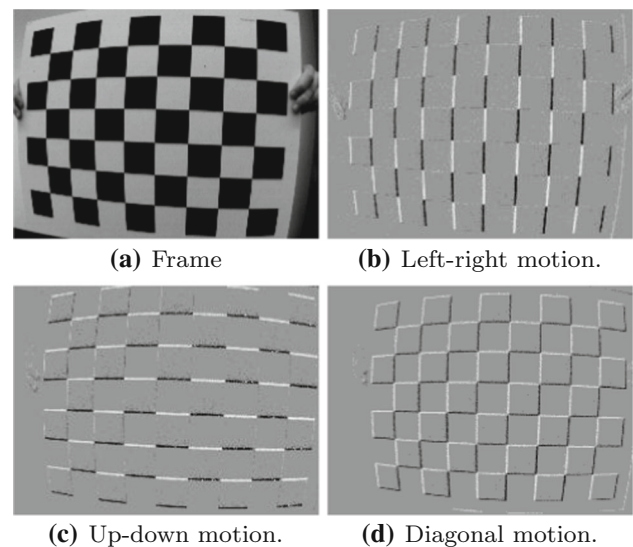 (a) Frame
(b) Left-right motion.
(c) Up-down motion.
(d) Diagonal motion.